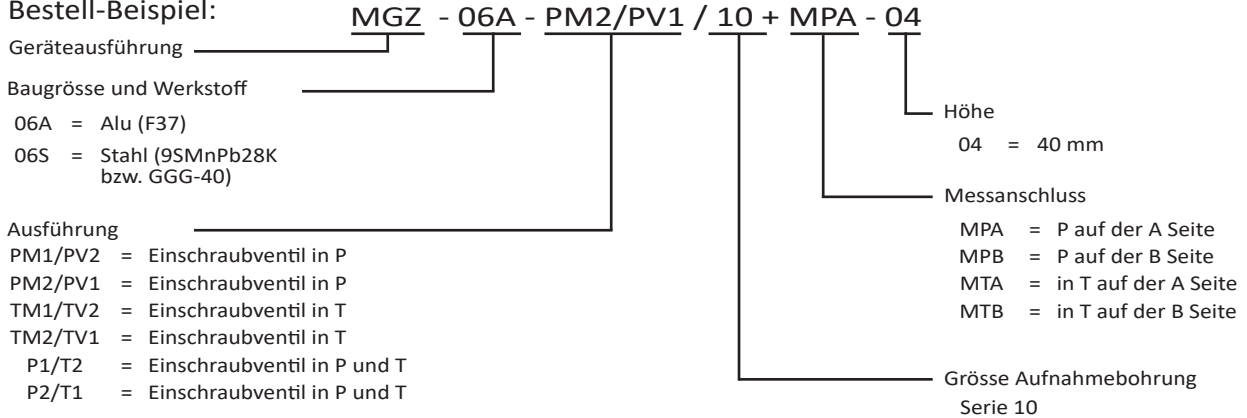 Bestell-Beispiel:
MGZ - 06A - PM2/PV1 / 10 + MPA - 04
Geräteausführung
Baugrösse und Werkstoff
06A = Alu (F37)
06S = Stahl (9SMnPb28K
bzw. GGG-40)
Ausführung
PM1/PV2 = Einschraubventil in P
PM2/PV1 = Einschraubventil in P
TM1/TV2 = Einschraubventil in T
TM2/TV1 = Einschraubventil in T
P1/T2 = Einschraubventil in P und T
P2/T1 = Einschraubventil in P und T
Höhe
04 = 40 mm
Messanschluss
MPA = P auf der A Seite
MPB = P auf der B Seite
MTA = in T auf der A Seite
MTB = in T auf der B Seite
Grösse Aufnahmebohrung
Serie 10